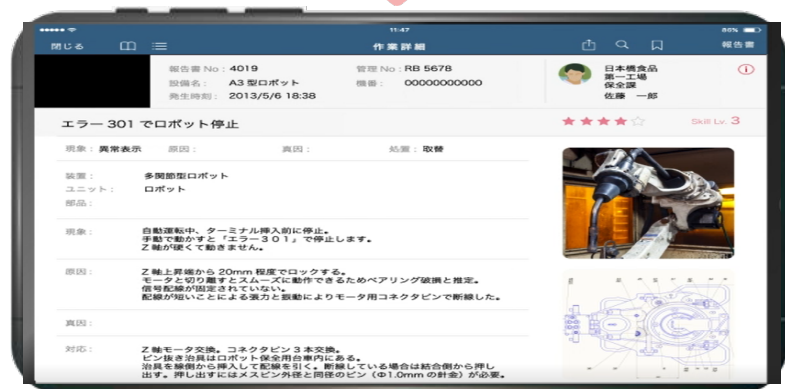 11:47
80%
閉じる
作業詳細
報告書
報告書 No : 4019
管理 No : RB 5678
設備名 : A3 型ロボット
機番 : 00000000000
発生時刻 : 2013/5/6 18:38
日本橋食品
第一工場
保全課
佐藤 一郎
エラー 301 でロボット停止
★★★★☆
Skill Lv. 3
現象 : 異常表示
原因 :
真因 :
処置 : 取替
装置 : 多関節型ロボット
ユニット : ロボット
部品 :
現象 : 自動運転中、ターミナル挿入前に停止。
手動で動かすと「エラー３０１」で停止します。
Z 軸が硬くて動きません。
原因 : Z 軸上昇端から 20mm 程度でロックする。
モータと切り離すとスムーズに動作できるためベアリング破損と推定。
信号配線が固定されていない。
配線が短いことによる張力と振動によりモータ用コネクタピンで断線した。
真因 :
対応 : Z 軸モータ交換。コネクタピン 3 本交換。
ピン抜き治具はロボット保全用台車内にある。
治具を線側から挿入して配線を引く。断線している場合は結合側から押し
出す。押し出すにはメスピン外径と同径のピン（Φ1.0mm の針金）が必要。